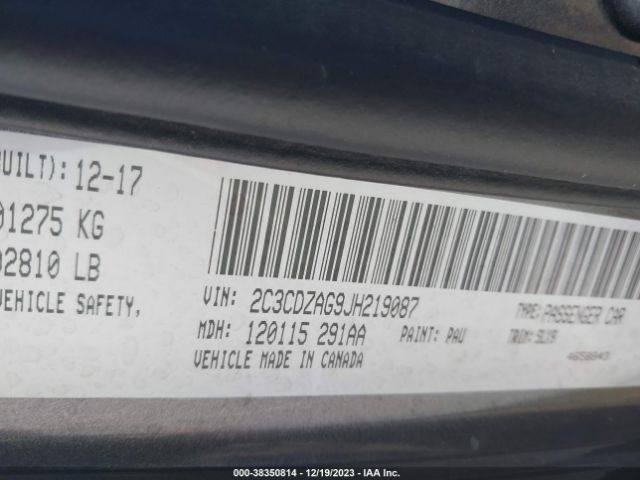 BUILT): 12-17
01275 KG
02810 LB
VEHICLE SAFETY,
VIN: 2C3CDZAG9JH219087
TYPE: PASSENGER CAR
MDH: 120115 291AA
PAINT: PAU
TRIM: SLX9
VEHICLE MADE IN CANADA
000-38350814 - 12/19/2023 - IAA Inc.